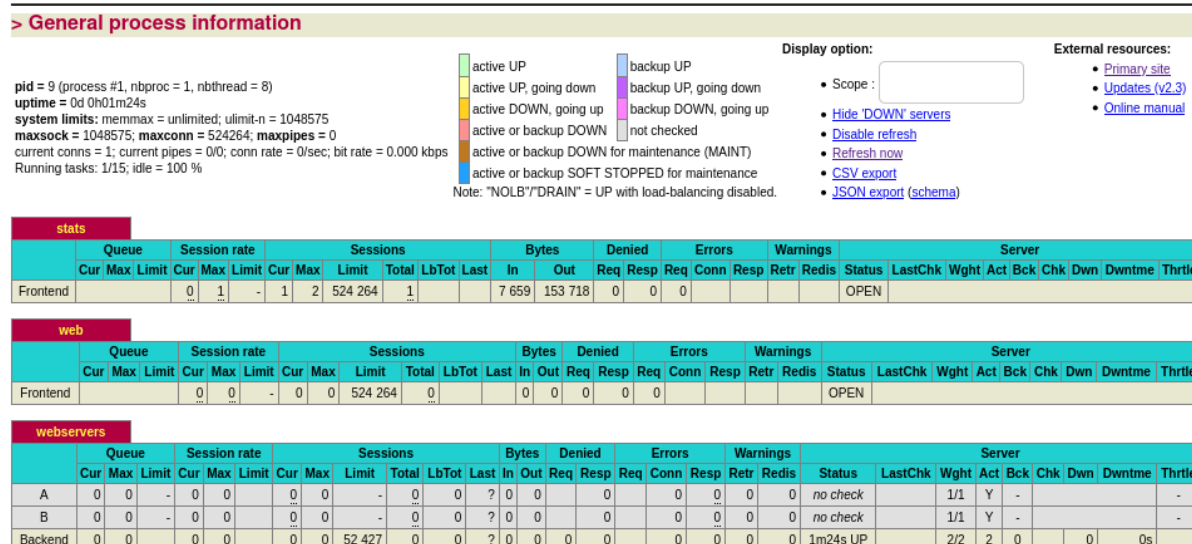 > General process information
pid = 9 (process #1, nbproc = 1, nbthread = 8)
uptime = 0d 0h01m24s
system limits: memmax = unlimited; ulimit-n = 1048575
maxsock = 1048575; maxconn = 524264; maxpipes = 0
current conns = 1; current pipes = 0/0; conn rate = 0/sec; bit rate = 0.000 kbps
Running tasks: 1/15; idle = 100 %
active UP backup UP
active UP, going down backup UP, going down
active DOWN, going up backup DOWN, going up
active or backup DOWN not checked
active or backup DOWN for maintenance (MAINT)
active or backup SOFT STOPPED for maintenance
Note: "NOLB"/"DRAIN" = UP with load-balancing disabled.
Display option:
• Scope :
• Hide 'DOWN' servers
• Disable refresh
• Refresh now
• CSV export
• JSON export (schema)
External resources:
• Primary site
• Updates (v2.3)
• Online manual
stats
Queue Session rate Sessions Bytes Denied Errors Warnings Server
Cur Max Limit Cur Max Limit Cur Max Limit Total LbTot Last In Out Req Resp Req Conn Resp Retr Redis Status LastChk Wght Act Bck Chk Dwn Dwntme Thrtle
Frontend 0 1 - 1 2 524 264 1 7 659 153 718 0 0 0 OPEN
web
Queue Session rate Sessions Bytes Denied Errors Warnings Server
Cur Max Limit Cur Max Limit Cur Max Limit Total LbTot Last In Out Req Resp Req Conn Resp Retr Redis Status LastChk Wght Act Bck Chk Dwn Dwntme Thrtle
Frontend 0 0 - 0 0 524 264 0 0 0 0 0 0 OPEN
webservers
Queue Session rate Sessions Bytes Denied Errors Warnings Server
Cur Max Limit Cur Max Limit Cur Max Limit Total LbTot Last In Out Req Resp Req Conn Resp Retr Redis Status LastChk Wght Act Bck Chk Dwn Dwntme Thrtle
A 0 0 - 0 0 0 0 - 0 0 ? 0 0 0 0 0 0 0 no check 1/1 Y - -
B 0 0 - 0 0 0 0 - 0 0 ? 0 0 0 0 0 0 0 no check 1/1 Y - -
Backend 0 0 0 0 0 0 52 427 0 0 ? 0 0 0 0 0 0 0 0 1m24s UP 2/2 2 0 0 0s